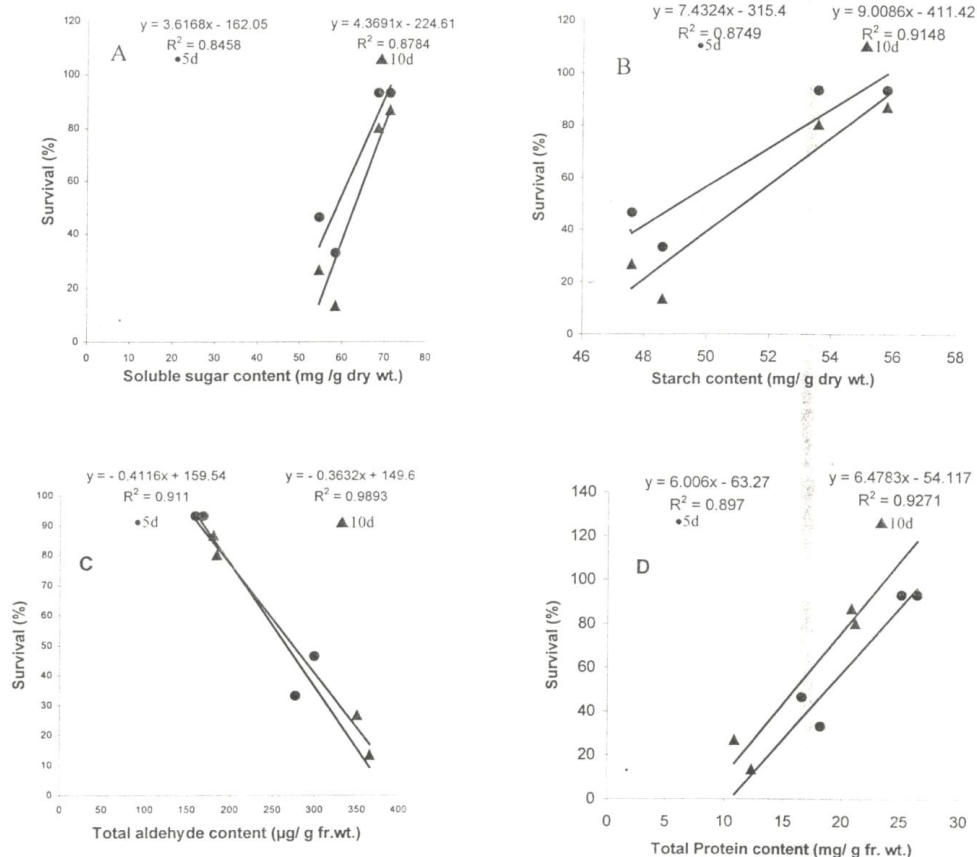 y = 3.6168x - 162.05
R² = 0.8458
5d
y = 4.3691x - 224.61
R² = 0.8784
10d
A
120
100
80
60
40
20
0
Survival (%)
0 10 20 30 40 50 60 70 80
Soluble sugar content (mg /g dry wt.)
y = 7.4324x - 315.4
R² = 0.8749
5d
y = 9.0086x - 411.42
R² = 0.9148
10d
B
120
100
80
60
40
20
0
Survival (%)
46 48 50 52 54 56 58
Starch content (mg/ g dry wt.)
y = - 0.4116x + 159.54
R² = 0.911
5d
y = - 0.3632x + 149.6
R² = 0.9893
10d
C
100
90
80
70
60
50
40
30
20
10
0
Survival (%)
0 50 100 150 200 250 300 350 400
Total aldehyde content (µg/ g fr.wt.)
y = 6.006x - 63.27
R² = 0.897
5d
y = 6.4783x - 54.117
R² = 0.9271
10d
D
140
120
100
80
60
40
20
0
Survival (%)
0 5 10 15 20 25 30
Total Protein content (mg/ g fr. wt.)